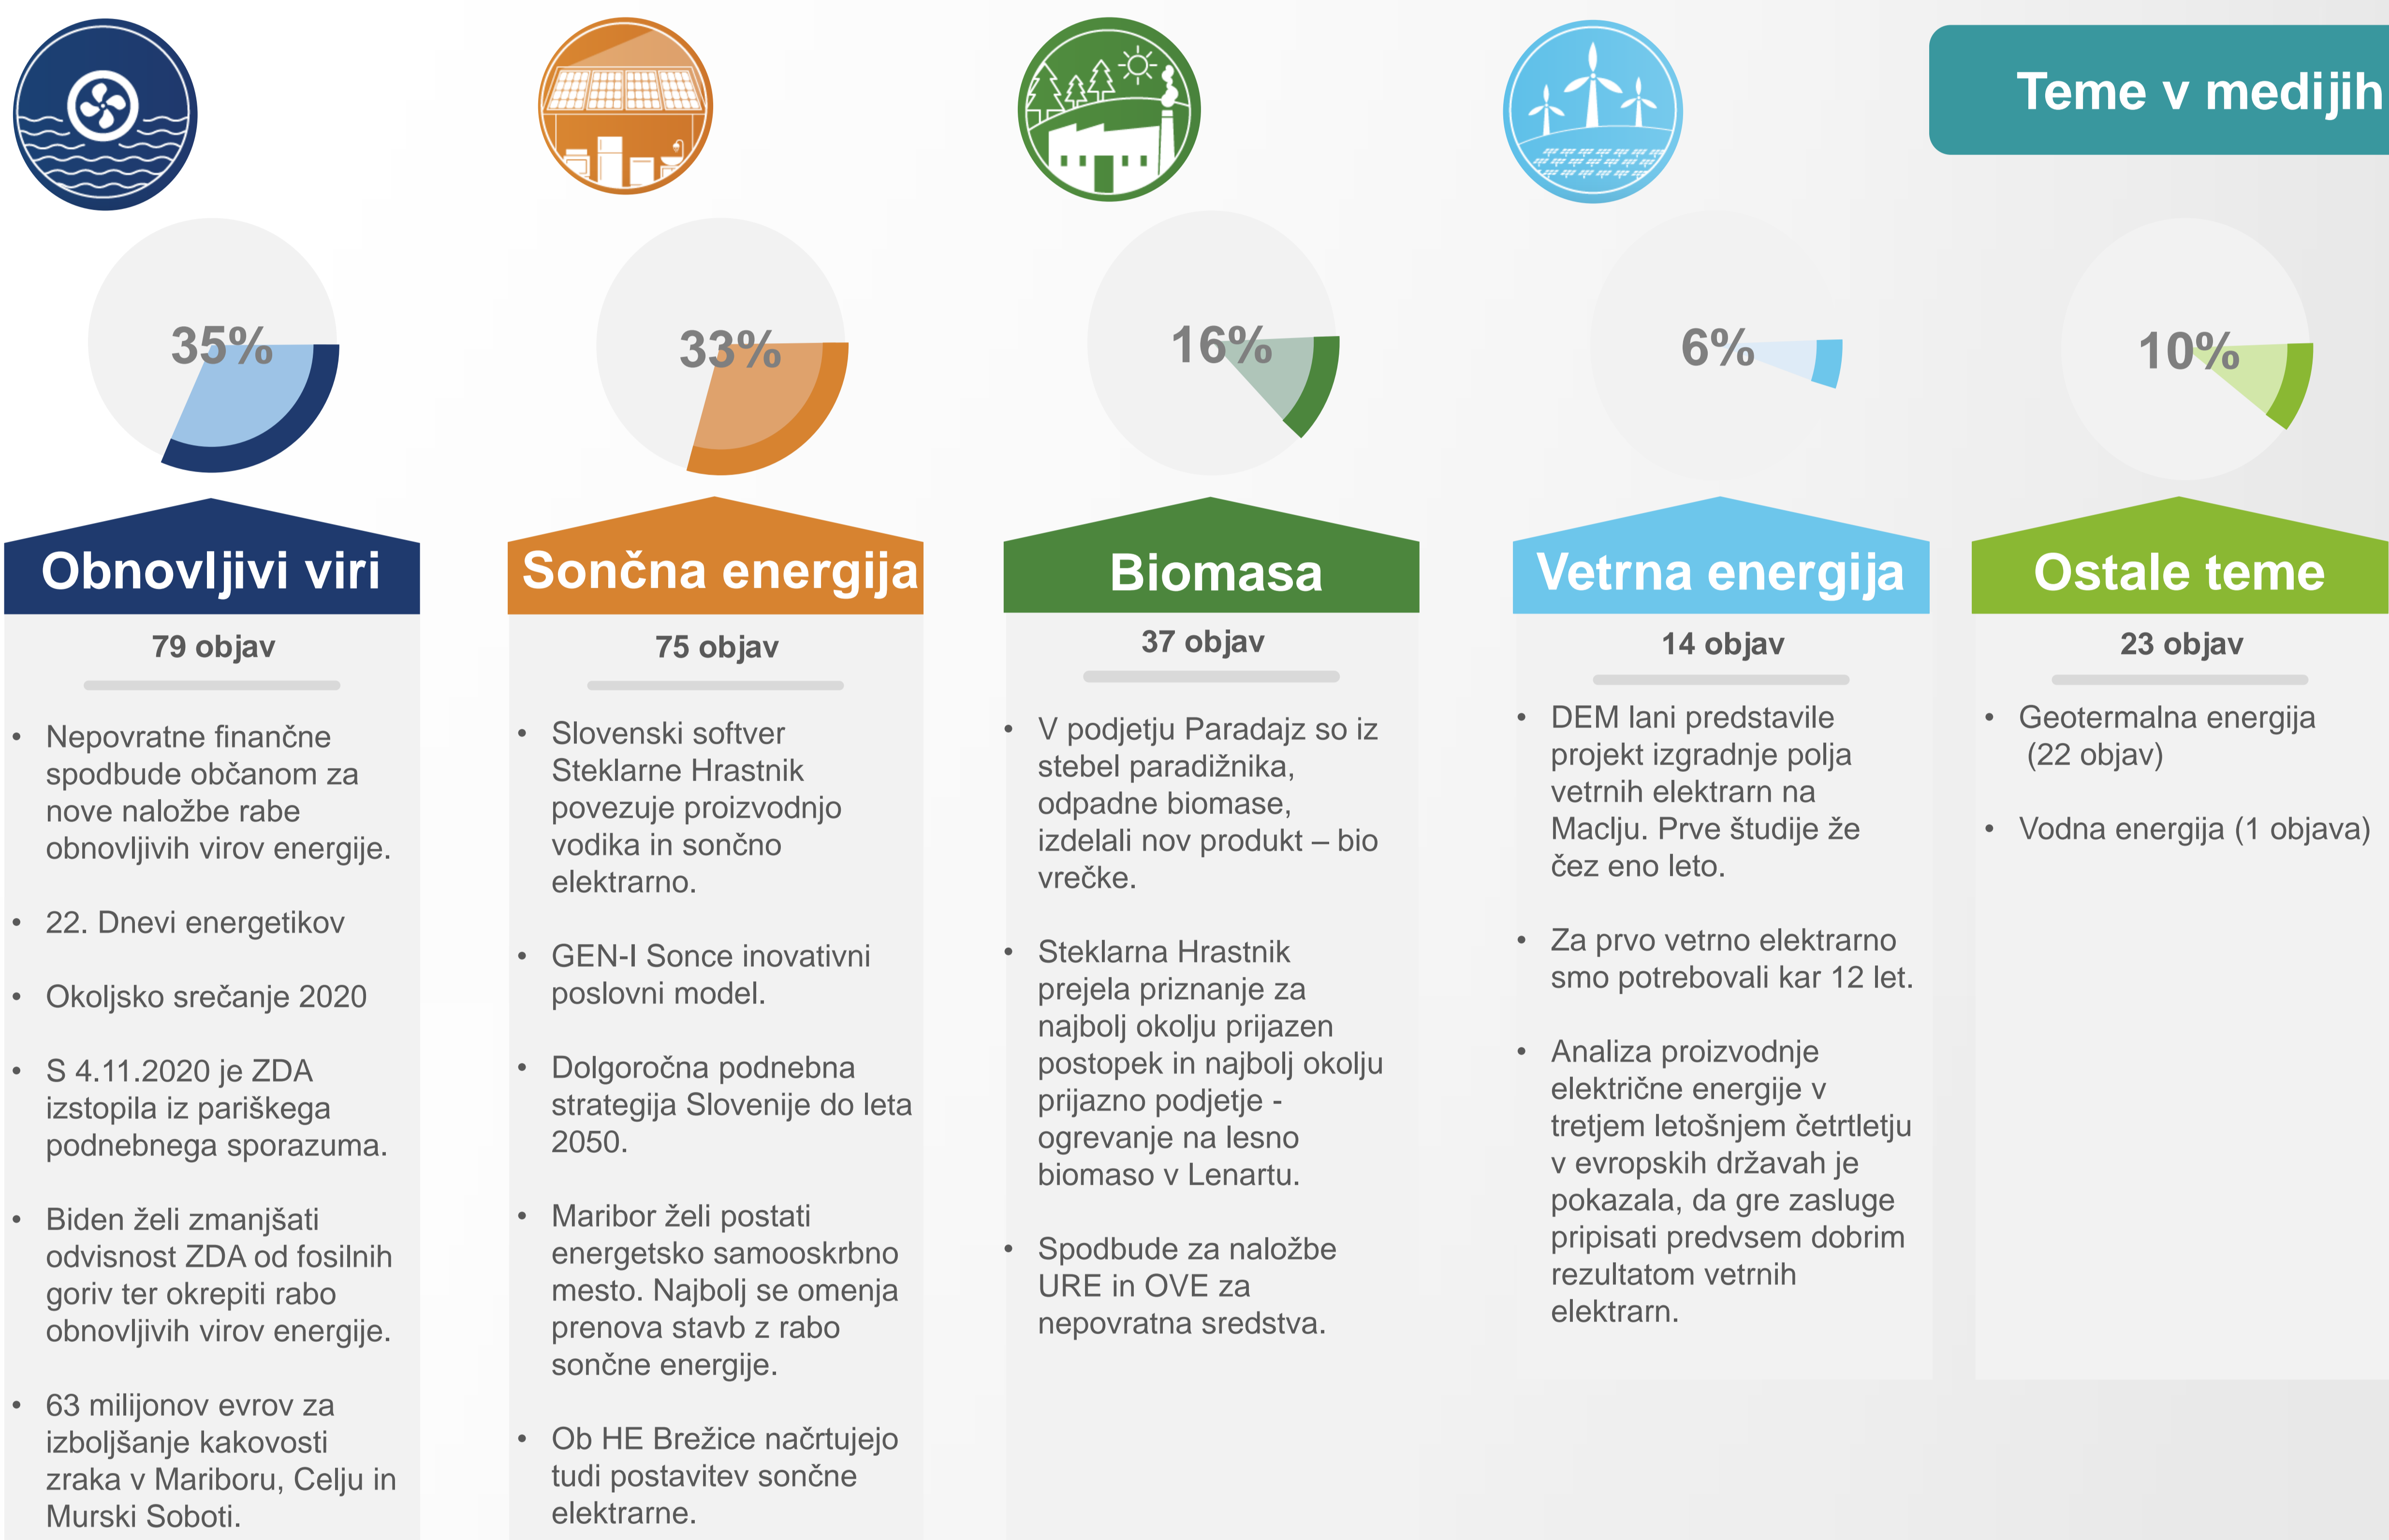 Teme v medijih
35%
Obnovljivi viri
79 objav
• Nepovratne finančne
spodbude občanom za
nove naložbe rabe
obnovljivih virov energije.
• 22. Dnevi energetikov
• Okoljsko srečanje 2020
• S 4.11.2020 je ZDA
izstopila iz pariškega
podnebnega sporazuma.
• Biden želi zmanjšati
odvisnost ZDA od fosilnih
goriv ter okrepiti rabo
obnovljivih virov energije.
• 63 milijonov evrov za
izboljšanje kakovosti
zraka v Mariboru, Celju in
Murski Soboti.
33%
Sončna energija
75 objav
• Slovenski softver
Steklarne Hrastnik
povezuje proizvodnjo
vodika in sončno
elektrarno.
• GEN-I Sonce inovativni
poslovni model.
• Dolgoročna podnebna
strategija Slovenije do leta
2050.
• Maribor želi postati
energetsko samooskrbno
mesto. Najbolj se omenja
prenova stavb z rabo
sončne energije.
• Ob HE Brežice načrtujejo
tudi postavitev sončne
elektrarne.
16%
Biomasa
37 objav
• V podjetju Paradajz so iz
stebel paradižnika,
odpadne biomase,
izdelali nov produkt – bio
vrečke.
• Steklarna Hrastnik
prejela priznanje za
najbolj okolju prijazen
postopek in najbolj okolju
prijazno podjetje -
ogrevanje na lesno
biomaso v Lenartu.
• Spodbude za naložbe
URE in OVE za
nepovratna sredstva.
6%
Vetrna energija
14 objav
• DEM lani predstavile
projekt izgradnje polja
vetrnih elektrarn na
Maclju. Prve študije že
čez eno leto.
• Za prvo vetrno elektrarno
smo potrebovali kar 12 let.
• Analiza proizvodnje
električne energije v
tretjem letošnjem četrtletju
v evropskih državah je
pokazala, da gre zasluge
pripisati predvsem dobrim
rezultatom vetrnih
elektrarn.
10%
Ostale teme
23 objav
• Geotermalna energija
(22 objav)
• Vodna energija (1 objava)